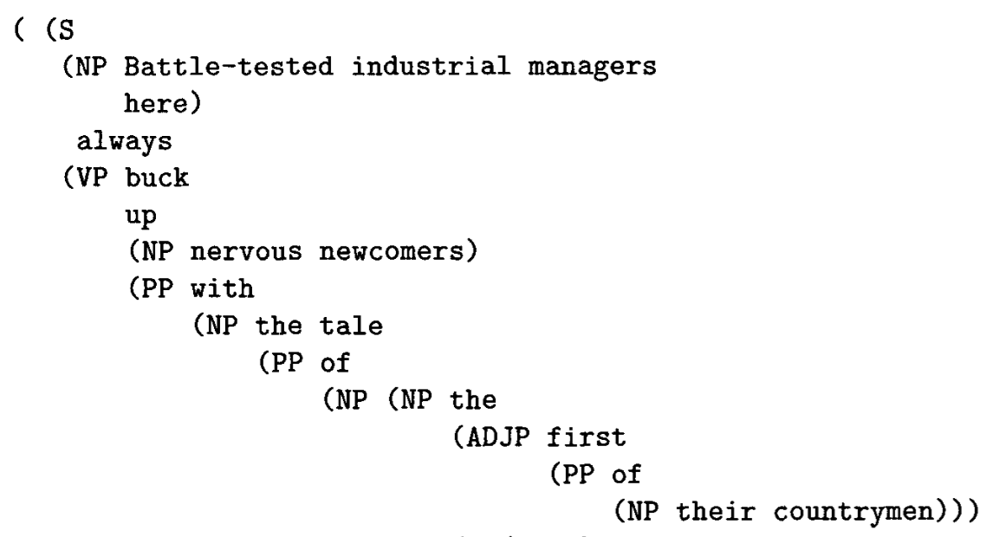 ( (S
(NP Battle-tested industrial managers
here)
always
(VP buck
up
(NP nervous newcomers)
(PP with
(NP the tale
(PP of
(NP (NP the
(ADJP first
(PP of
(NP their countrymen)))